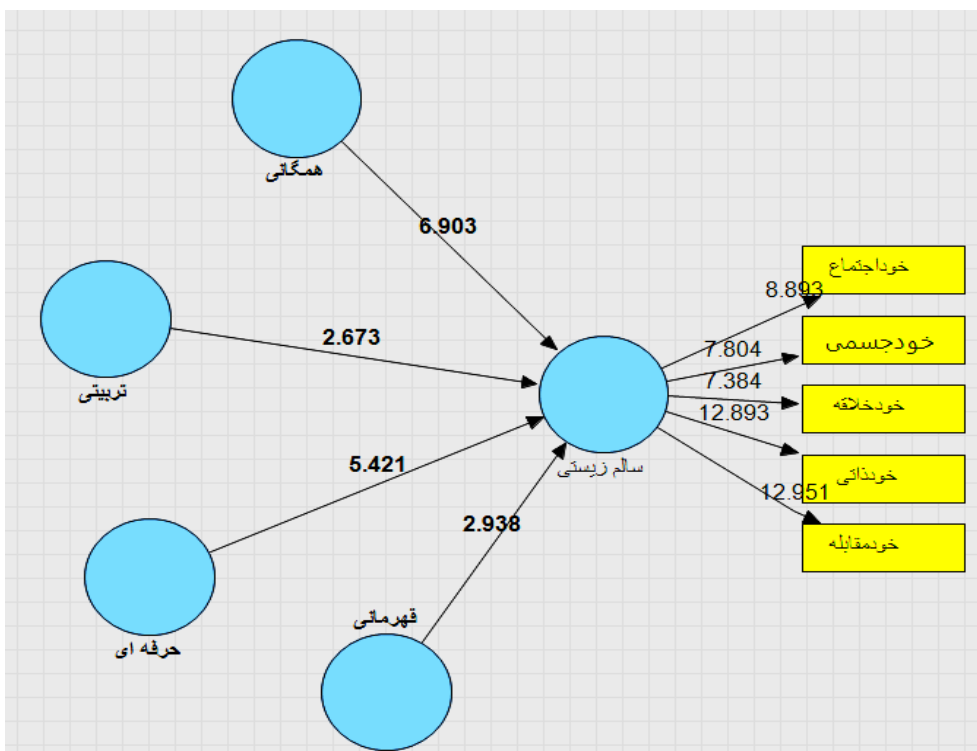 همگانی
6.903
خوداجتماع
8.893
2.673
تربیتی
7.804
خودجسمی
7.384
خودخلاقه
12.893
سالم زیستی
5.421
خودذاتی
12.951
2.938
خودمقابله
قهرمانی
حرفه ای